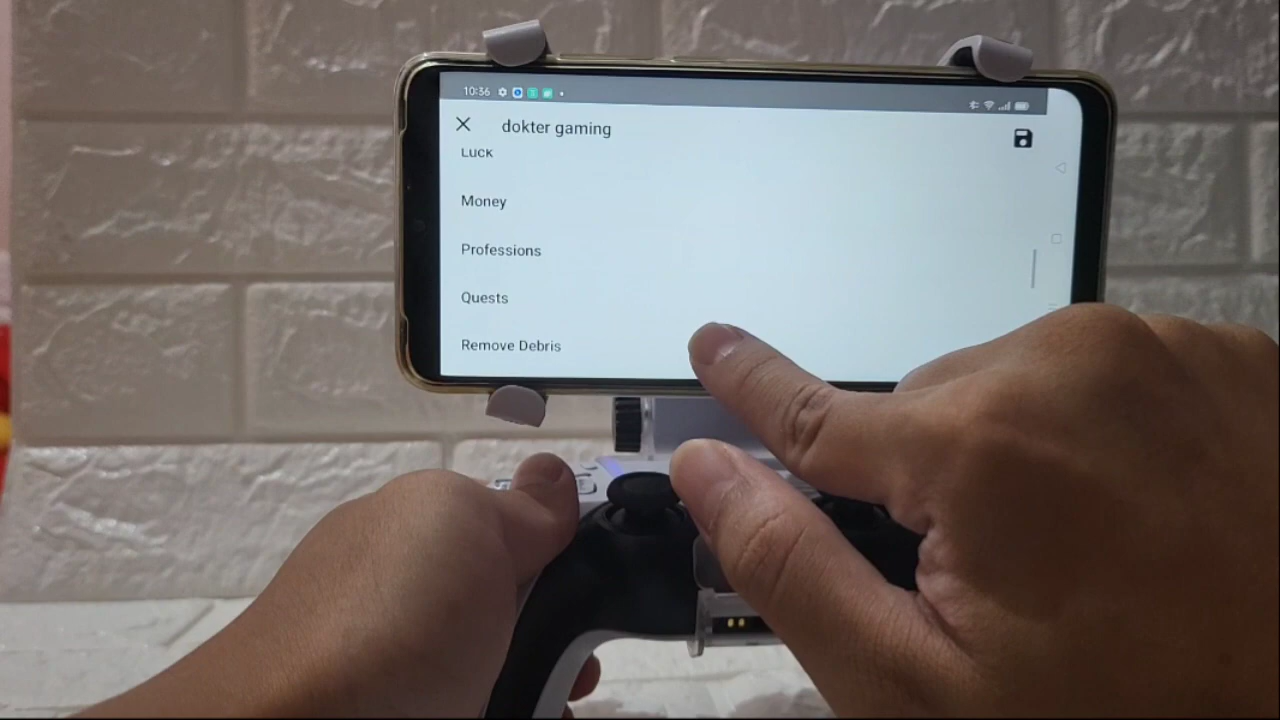 10:36
dokter gaming
Luck
Money
Professions
Quests
Remove Debris